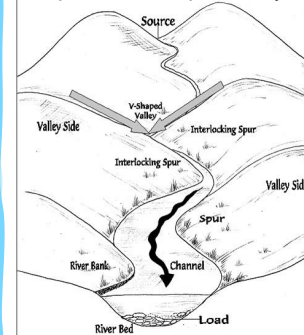 Source
V-Shaped
Valley
Valley Side
Interlocking Spur
Interlocking Spur
Valley Sid
Spur
River Bank
Channel
Load
River Bed